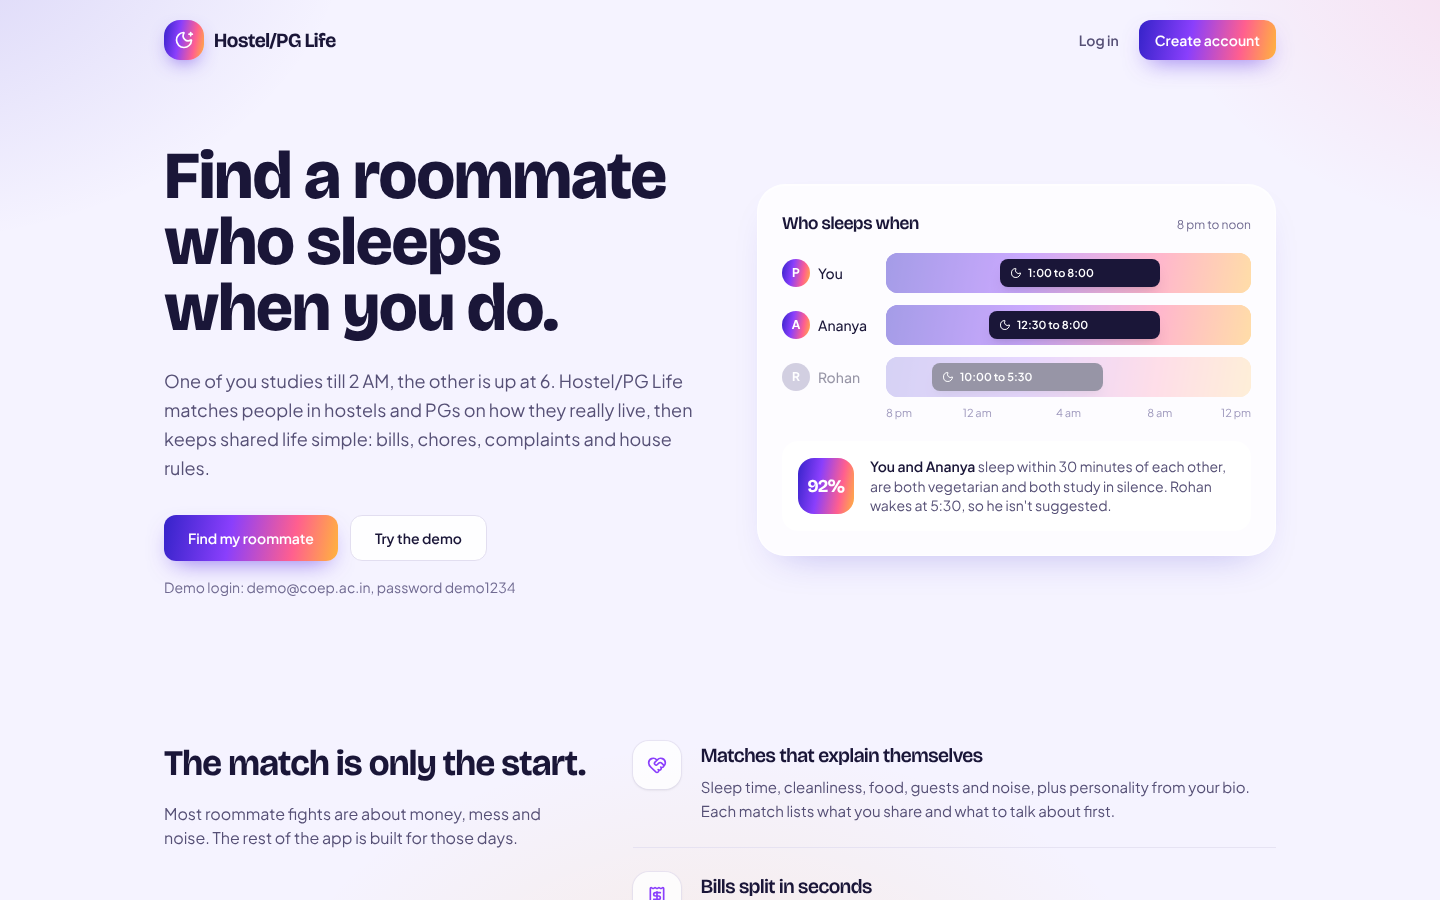 Hostel/PG Life
Log in
Create account
Find a roommate
who sleeps
when you do.
One of you studies till 2 AM, the other is up at 6. Hostel/PG Life
matches people in hostels and PGs on how they really live, then
keeps shared life simple: bills, chores, complaints and house
rules.
Find my roommate
Try the demo
Demo login: demo@coep.ac.in, password demo1234
Who sleeps when
8 pm to noon
P
You
1:00 to 8:00
A
Ananya
12:30 to 8:00
R
Rohan
10:00 to 5:30
8 pm
12 am
4 am
8 am
12 pm
92%
You and Ananya sleep within 30 minutes of each other,
are both vegetarian and both study in silence. Rohan
wakes at 5:30, so he isn't suggested.
The match is only the start.
Most roommate fights are about money, mess and
noise. The rest of the app is built for those days.
Matches that explain themselves
Sleep time, cleanliness, food, guests and noise, plus personality from your bio.
Each match lists what you share and what to talk about first.
Bills split in seconds